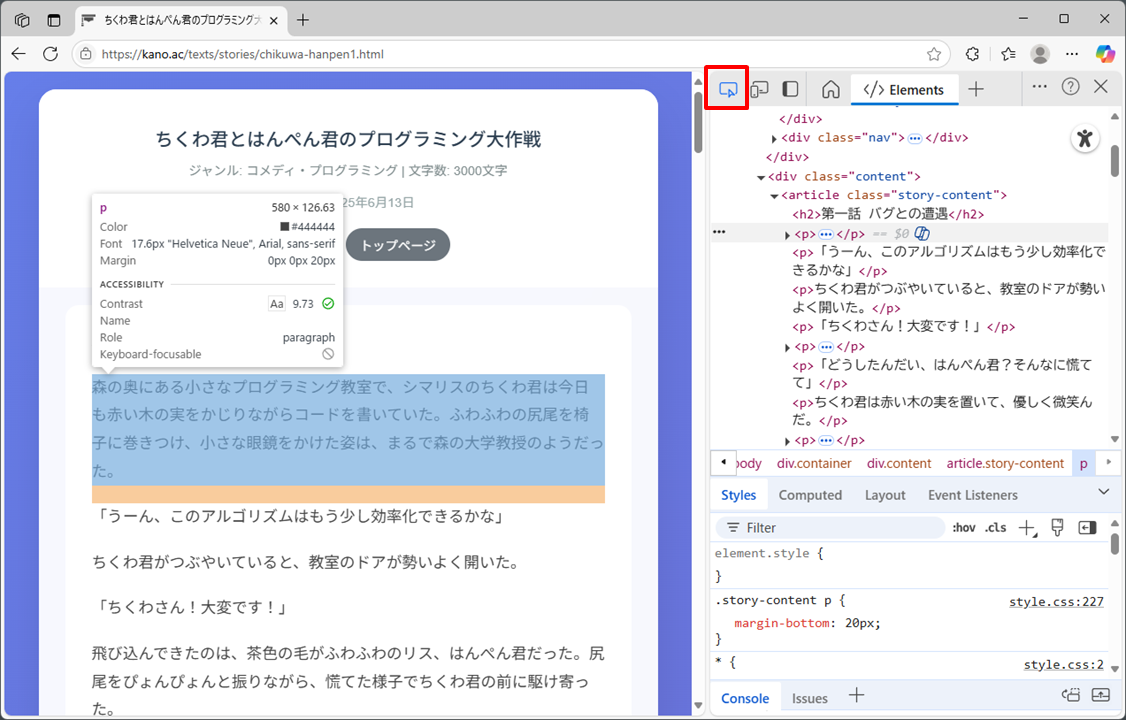 ちくわ君とはんぺん君のプログラミング大
https://kano.ac/texts/stories/chikuwa-hanpen1.html
ちくわ君とはんぺん君のプログラミング大作戦
ジャンル: コメディ・プログラミング | 文字数: 3000文字
25年6月13日
トップページ
p 580 × 126.63
Color #444444
Font 17.6px "Helvetica Neue", Arial, sans-serif
Margin 0px 0px 20px
ACCESSIBILITY
Contrast Aa 9.73
Name
Role paragraph
Keyboard-focusable
森の奥にある小さなプログラミング教室で、シマリスのちくわ君は今日
も赤い木の実をかじりながらコードを書いていた。ふわふわの尻尾を椅
子に巻きつけ、小さな眼鏡をかけた姿は、まるで森の大学教授のようだっ
た。
「うーん、このアルゴリズムはもう少し効率化できるかな」
ちくわ君がつぶやいていると、教室のドアが勢いよく開いた。
「ちくわさん！大変です！」
飛び込んできたのは、茶色の毛がふわふわのリス、はんぺん君だった。尻
尾をぴょんぴょんと振りながら、慌てた様子でちくわ君の前に駆け寄っ
た。
</> Elements
</div>
<div class="nav">…</div>
</div>
<div class="content">
<article class="story-content">
<h2>第一話 バグとの遭遇</h2>
<p>…</p> == $0
<p>「うーん、このアルゴリズムはもう少し効率化で
きるかな」</p>
<p>ちくわ君がつぶやいていると、教室のドアが勢い
よく開いた。</p>
<p>「ちくわさん！大変です！」</p>
<p>…</p>
<p>「どうしたんだい、はんぺん君？そんなに慌て
て」</p>
<p>ちくわ君は赤い木の実を置いて、優しく微笑ん
だ。</p>
<p>…</p>
body div.container div.content article.story-content p
Styles Computed Layout Event Listeners
Filter :hov .cls
element.style {
}
.story-content p { style.css:227
margin-bottom: 20px;
}
* { style.css:2
Console Issues